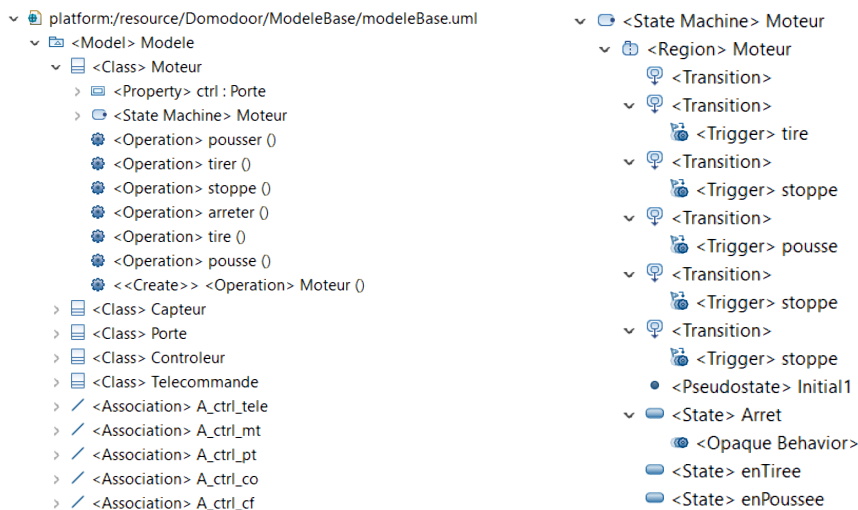 platform:/resource/Domodoor/ModeleBase/modeleBase.uml
<Model> Modele
<Class> Moteur
<Property> ctrl : Porte
<State Machine> Moteur
<Operation> pousser ()
<Operation> tirer ()
<Operation> stoppe ()
<Operation> arreter ()
<Operation> tire ()
<Operation> pousse ()
<<Create>> <Operation> Moteur ()
<Class> Capteur
<Class> Porte
<Class> Controleur
<Class> Telecommande
<Association> A_ctrl_tele
<Association> A_ctrl_mt
<Association> A_ctrl_pt
<Association> A_ctrl_co
<Association> A_ctrl_cf
<State Machine> Moteur
<Region> Moteur
<Transition>
<Transition>
<Trigger> tire
<Transition>
<Trigger> stoppe
<Transition>
<Trigger> pousse
<Transition>
<Trigger> stoppe
<Transition>
<Trigger> stoppe
<Pseudostate> Initial1
<State> Arret
<Opaque Behavior>
<State> enTiree
<State> enPoussee